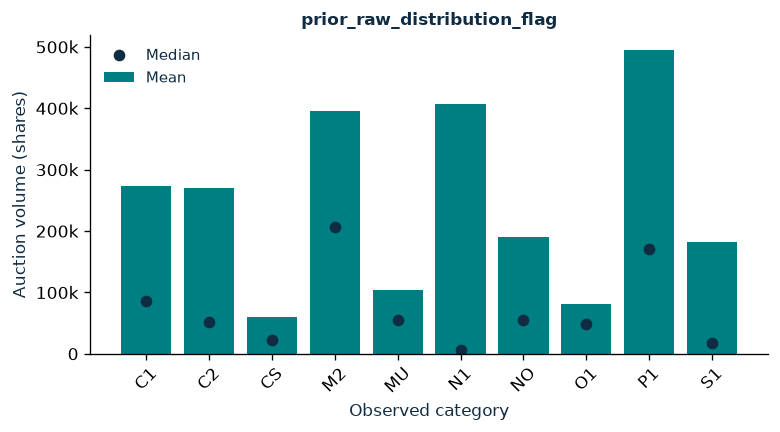 prior_raw_distribution_flag
Median
Mean
Auction volume (shares)
500k
400k
300k
200k
100k
0
C1
C2
CS
M2
MU
N1
NO
O1
P1
S1
Observed category